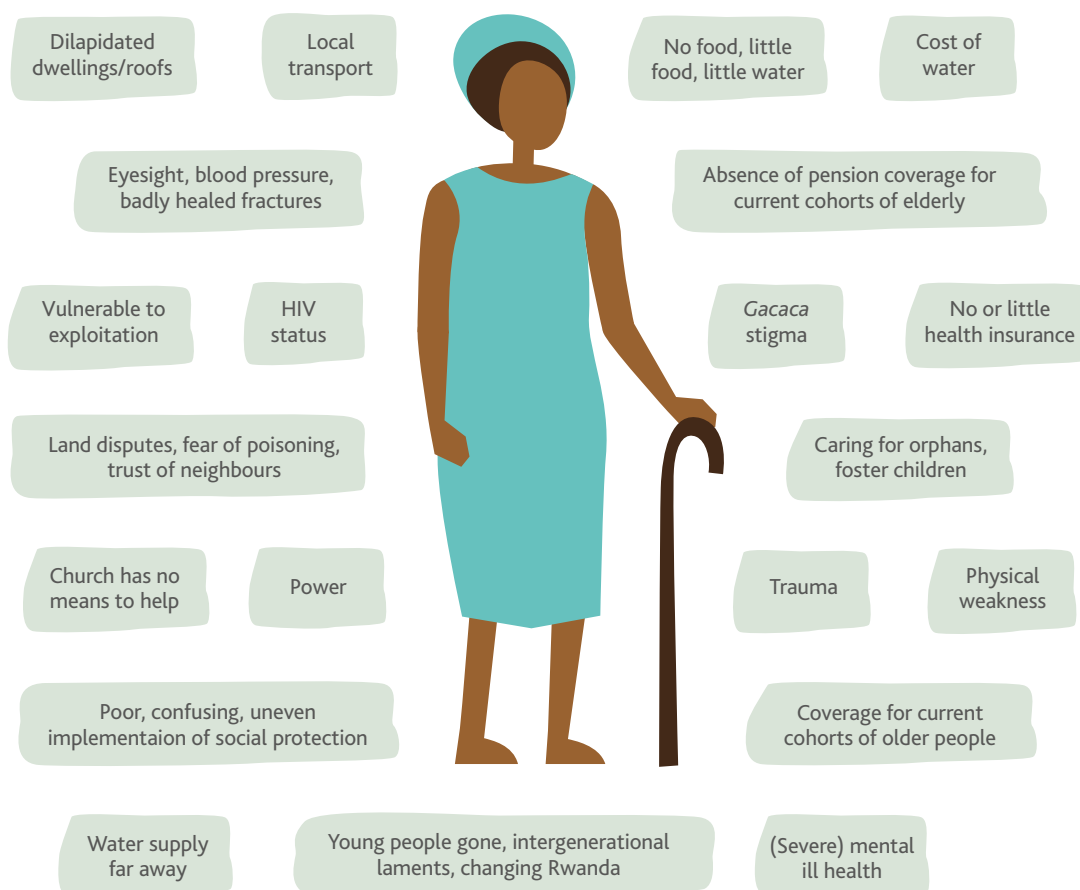 Dilapidated
dwellings/roofs
Local
transport
No food, little
food, little water
Cost of
water
Eyesight, blood pressure,
badly healed fractures
Absence of pension coverage for
current cohorts of elderly
Vulnerable to
exploitation
HIV
status
Gacaca
stigma
No or little
health insurance
Land disputes, fear of poisoning,
trust of neighbours
Caring for orphans,
foster children
Church has no
means to help
Power
Trauma
Physical
weakness
Poor, confusing, uneven
implementaion of social protection
Coverage for current
cohorts of older people
Water supply
far away
Young people gone, intergenerational
laments, changing Rwanda
(Severe) mental
ill health